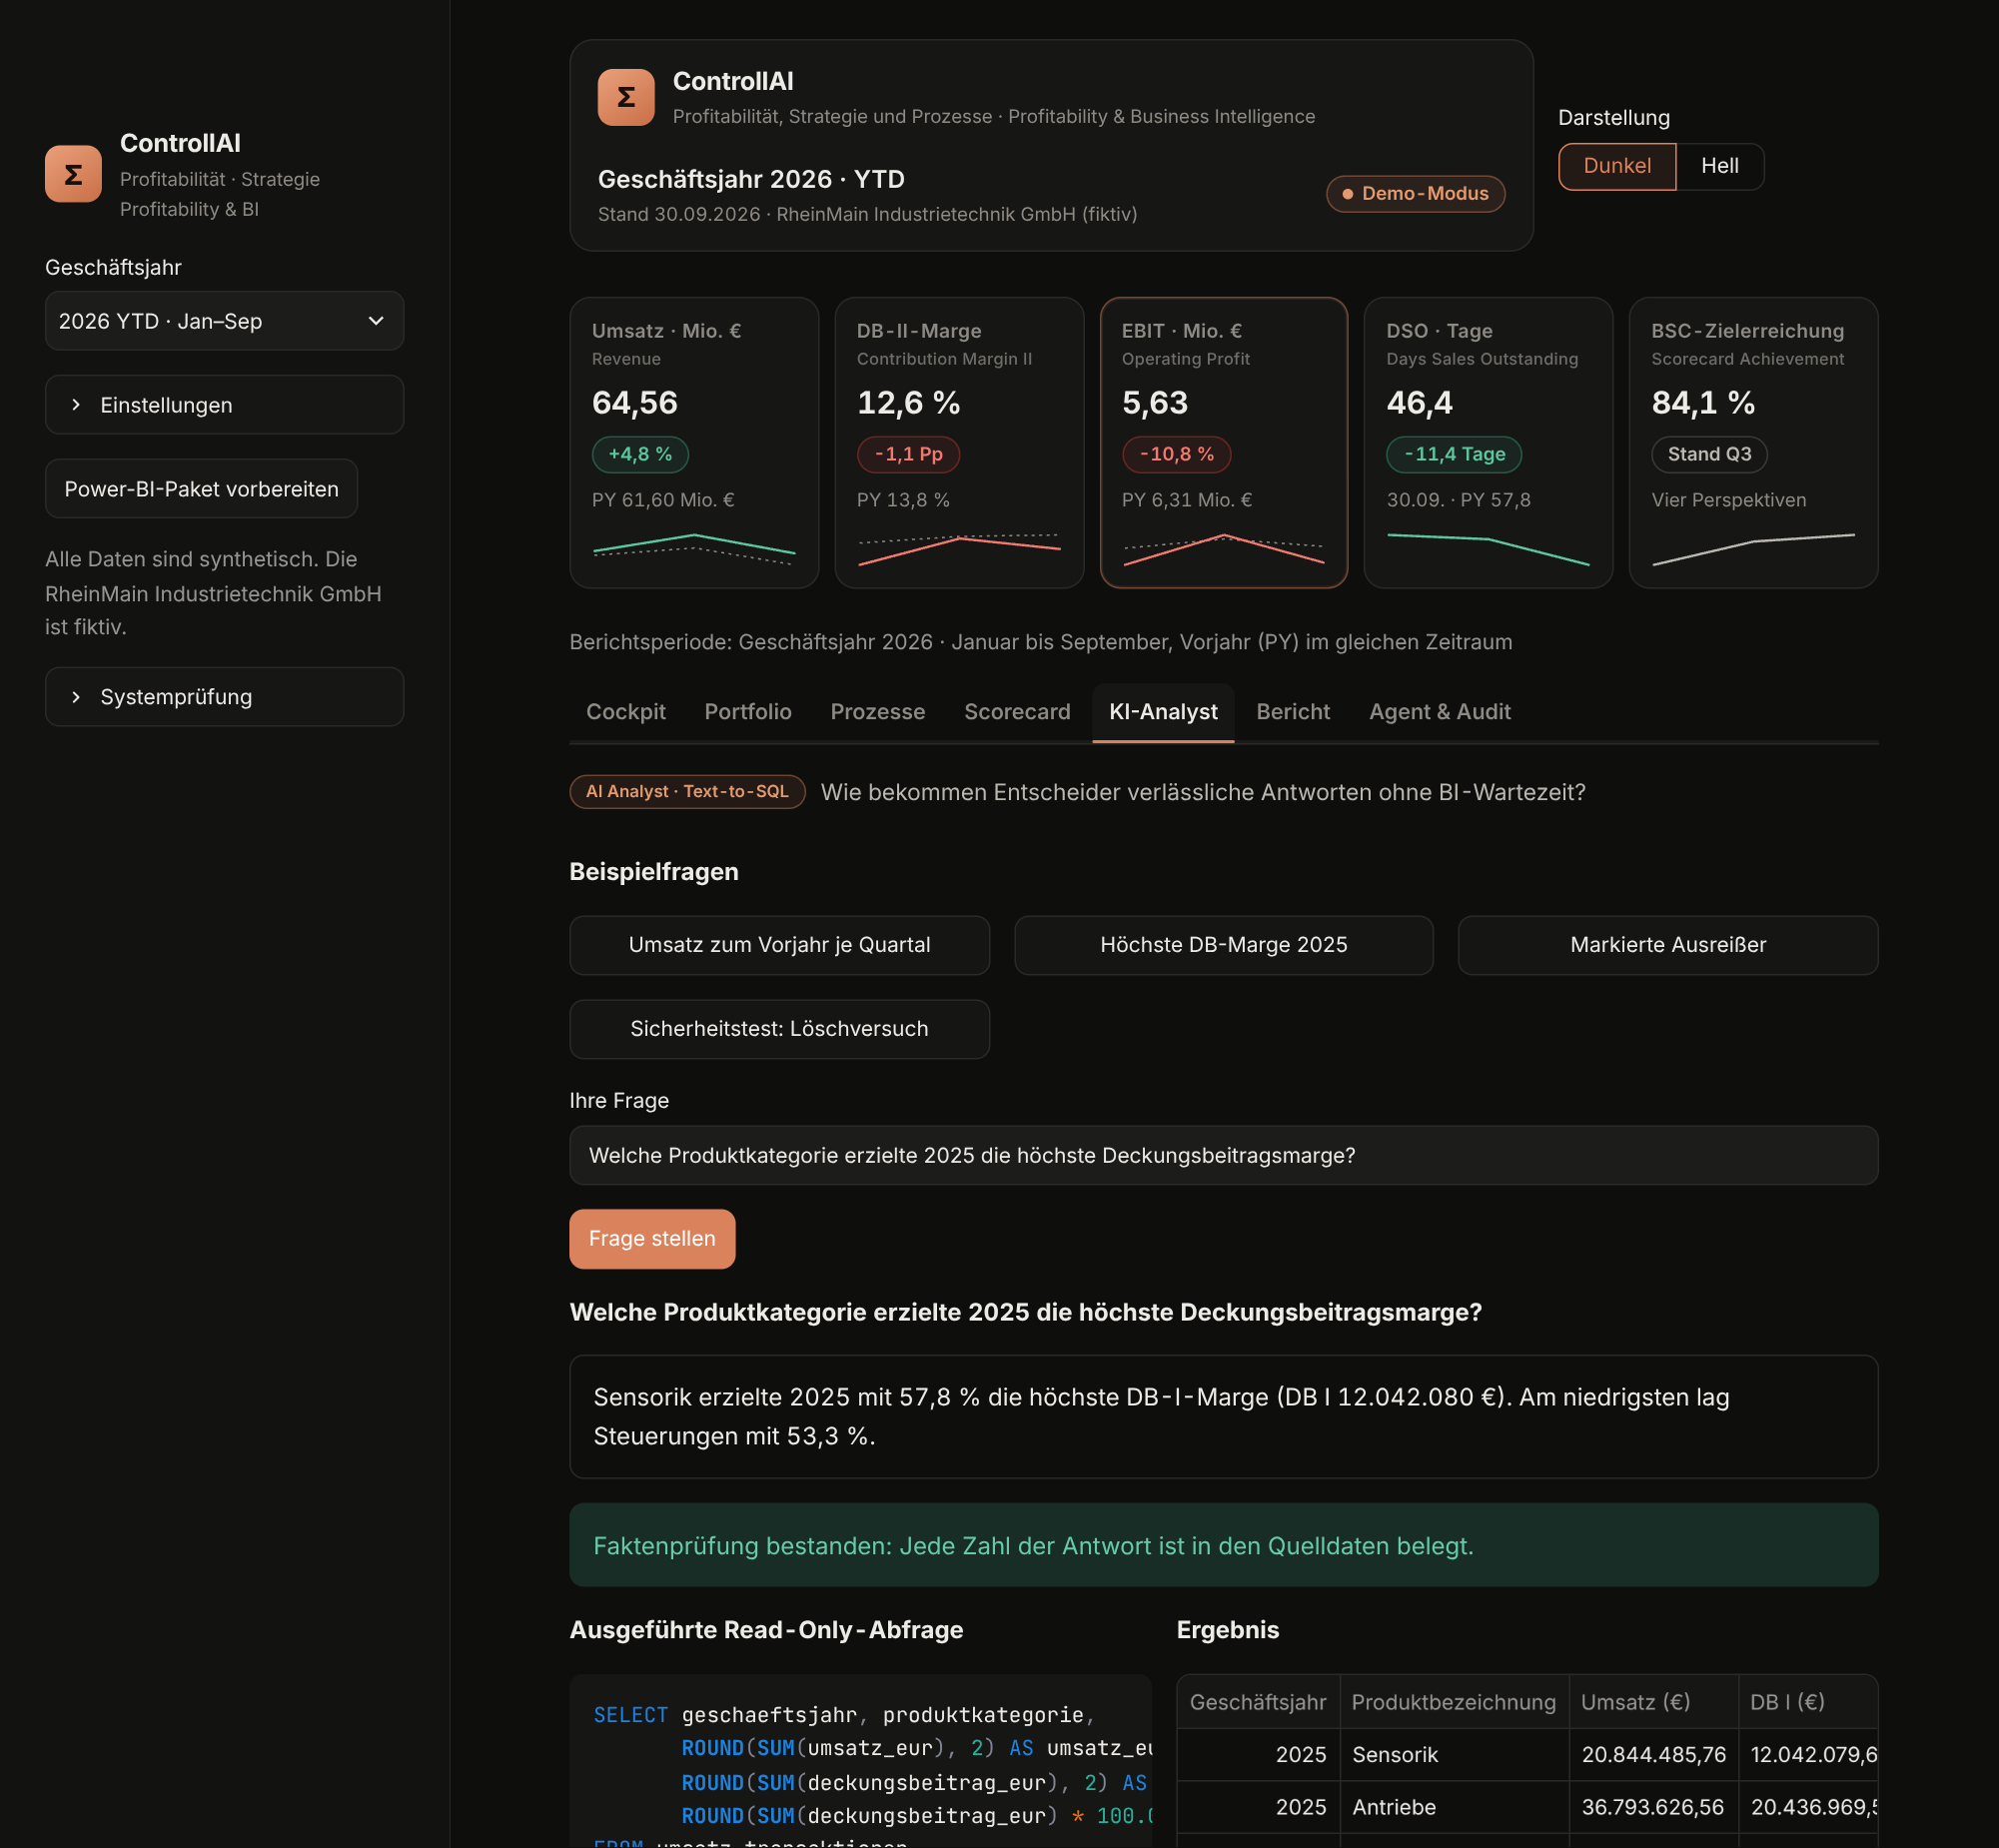 Σ
ControllAI
Profitabilität · Strategie
Profitability & BI
Geschäftsjahr
2026 YTD · Jan–Sep
Einstellungen
Power-BI-Paket vorbereiten
Alle Daten sind synthetisch. Die
RheinMain Industrietechnik GmbH
ist fiktiv.
Systemprüfung
Σ
ControllAI
Profitabilität, Strategie und Prozesse · Profitability & Business Intelligence
Geschäftsjahr 2026 · YTD
Stand 30.09.2026 · RheinMain Industrietechnik GmbH (fiktiv)
Demo-Modus
Darstellung
Dunkel
Hell
Umsatz · Mio. €
Revenue
64,56
+4,8 %
PY 61,60 Mio. €
DB-II-Marge
Contribution Margin II
12,6 %
-1,1 Pp
PY 13,8 %
EBIT · Mio. €
Operating Profit
5,63
-10,8 %
PY 6,31 Mio. €
DSO · Tage
Days Sales Outstanding
46,4
-11,4 Tage
30.09. · PY 57,8
BSC-Zielerreichung
Scorecard Achievement
84,1 %
Stand Q3
Vier Perspektiven
Berichtsperiode: Geschäftsjahr 2026 · Januar bis September, Vorjahr (PY) im gleichen Zeitraum
Cockpit
Portfolio
Prozesse
Scorecard
KI-Analyst
Bericht
Agent & Audit
AI Analyst · Text-to-SQL
Wie bekommen Entscheider verlässliche Antworten ohne BI-Wartezeit?
Beispielfragen
Umsatz zum Vorjahr je Quartal
Höchste DB-Marge 2025
Markierte Ausreißer
Sicherheitstest: Löschversuch
Ihre Frage
Welche Produktkategorie erzielte 2025 die höchste Deckungsbeitragsmarge?
Frage stellen
Welche Produktkategorie erzielte 2025 die höchste Deckungsbeitragsmarge?
Sensorik erzielte 2025 mit 57,8 % die höchste DB-I-Marge (DB I 12.042.080 €). Am niedrigsten lag
Steuerungen mit 53,3 %.
Faktenprüfung bestanden: Jede Zahl der Antwort ist in den Quelldaten belegt.
Ausgeführte Read-Only-Abfrage
SELECT geschaeftsjahr, produktkategorie,
ROUND(SUM(umsatz_eur), 2) AS
ROUND(SUM(deckungsbeitrag_eur), 2) AS
ROUND(SUM(deckungsbeitrag_eur) * 100.
Ergebnis
Geschäftsjahr Produktbezeichnung Umsatz (€) DB I (€)
2025 Sensorik 20.844.485,76 12.042.079,6
2025 Antriebe 36.793.626,56 20.436.969,